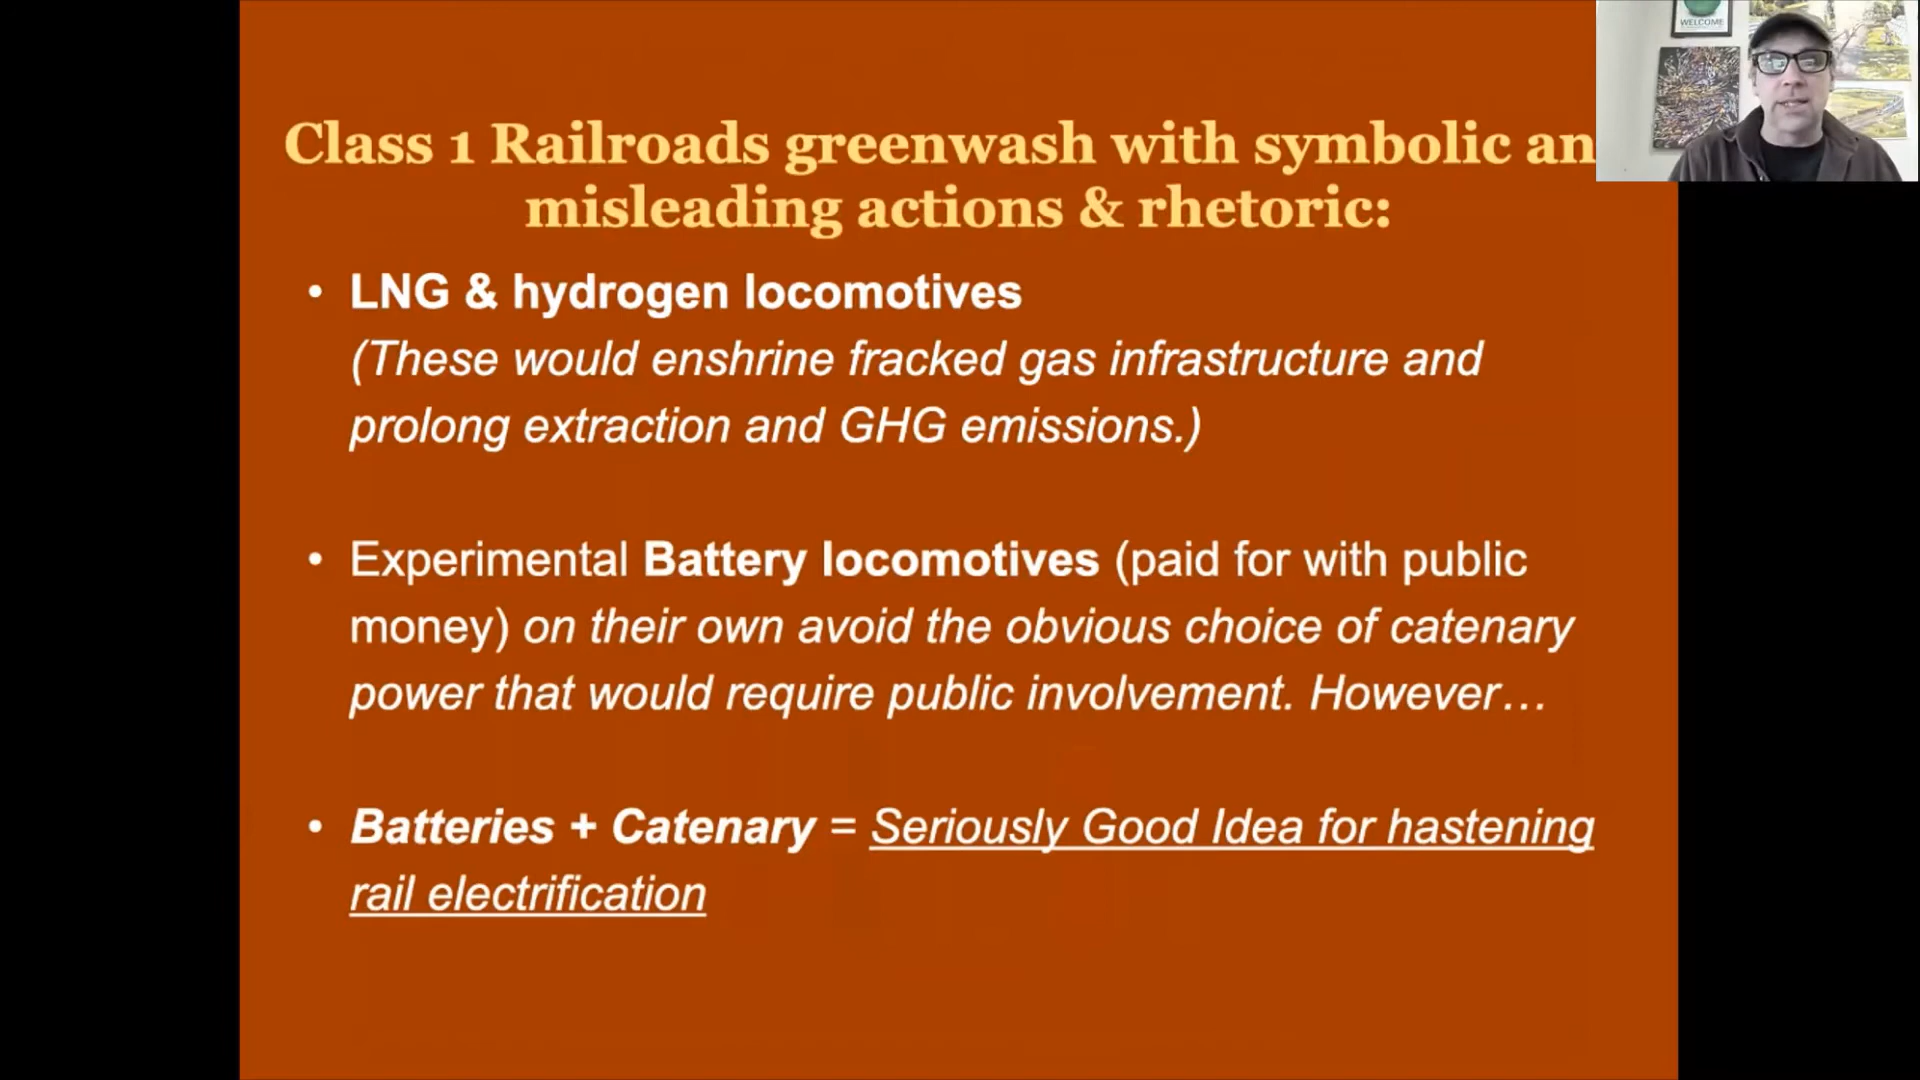 WELCOME
Class 1 Railroads greenwash with symbolic an
misleading actions & rhetoric:
• LNG & hydrogen locomotives
(These would enshrine fracked gas infrastructure and
prolong extraction and GHG emissions.)
• Experimental Battery locomotives (paid for with public
money) on their own avoid the obvious choice of catenary
power that would require public involvement. However…
• Batteries + Catenary = Seriously Good Idea for hastening
rail electrification